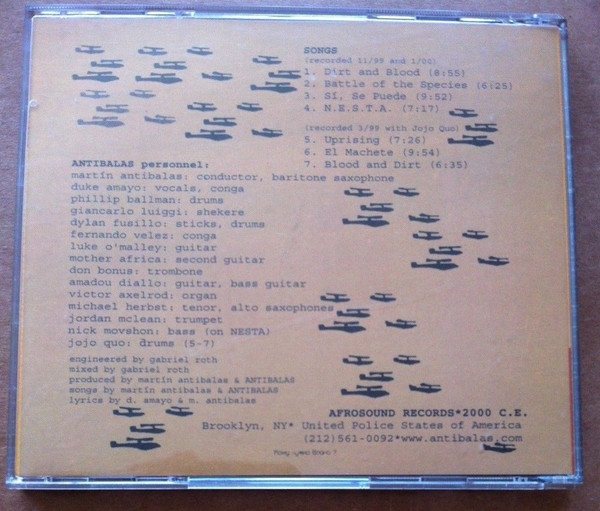 SONGS
(recorded 11/99 and 1/00)
1. Dirt and Blood (8:55)
2. Battle of the Species (6:25)
3. Sí, Se Puede (9:52)
4. N.E.S.T.A. (7:17)
(recorded 3/99 with Jojo Quo)
5. Uprising (7:26)
6. El Machete (9:54)
7. Blood and Dirt (6:35)
ANTIBALAS personnel:
martín antibalas: conductor, baritone saxophone
duke amayo: vocals, conga
phillip ballman: drums
giancarlo luiggi: shekere
dylan fusillo: sticks, drums
fernando velez: conga
luke o'malley: guitar
mother africa: second guitar
don bonus: trombone
amadou diallo: guitar, bass guitar
victor axelrod: organ
michael herbst: tenor, alto saxophones
jordan mclean: trumpet
nick movshon: bass (on NESTA)
jojo quo: drums (5-7)
engineered by gabriel roth
mixed by gabriel roth
produced by martín antibalas & ANTIBALAS
songs by martín antibalas & ANTIBALAS
lyrics by d. amayo & m. antibalas
AFROSOUND RECORDS*2000 C.E.
Brooklyn, NY* United Police States of America
(212)561-0092*www.antibalas.com